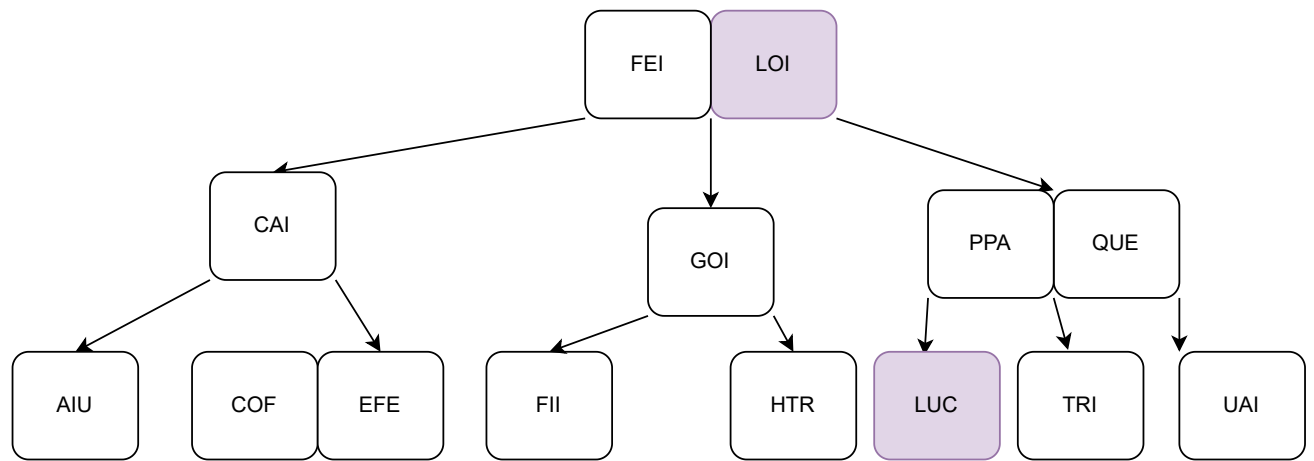 FEI LOI
CAI
GOI
PPA QUE
AIU COF EFE FII HTR LUC TRI UAI